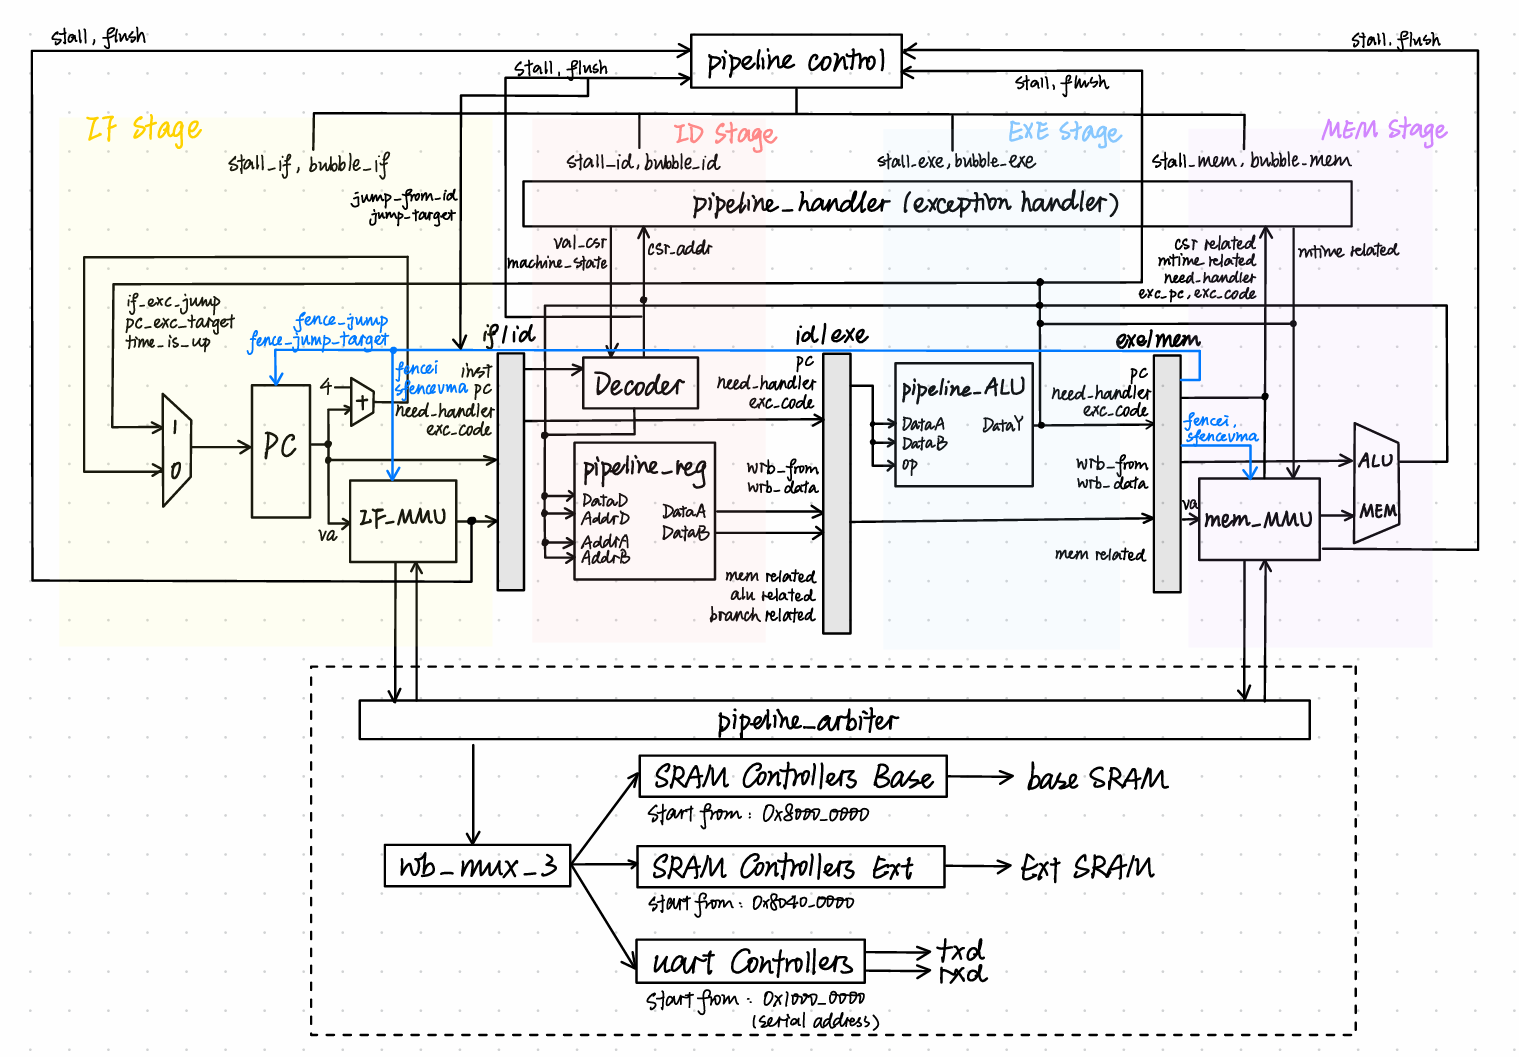 stall, flush
stall, flush
pipeline control
stall, flush
stall, flush
IF Stage
ID Stage
EXE Stage
MEM Stage
stall_if, bubble_if
stall_id, bubble_id
stall_exe, bubble_exe
stall_mem, bubble_mem
jump_from_id
jump_target
pipeline_handler (exception handler)
val_csr
machine_state
csr_addr
csr related
mtime_related
need_handler
exc_pc, exc_code
mtime related
if_exc_jump
pc_exc_target
time_is_up
fence_jump
fence_jump_target
if/id
id/exe
exe/mem
fencei
sfencevma
inst
pc
need_handler
exc_code
4
+
1
0
PC
va
IF_MMU
Decoder
pipeline_reg
DataD
AddrD
AddrA
AddrB
DataA
DataB
pc
need_handler
exc_code
wrb_from
wrb_data
mem related
alu related
branch related
pipeline_ALU
DataA
DataB
op
DataY
pc
need_handler
exc_code
wrb_from
wrb_data
mem related
fencei,
sfencevma
va
mem_MMU
ALU
MEM
pipeline_arbiter
wb_mux_3
SRAM Controllers Base
start from: 0x8000_0000
base SRAM
SRAM Controllers Ext
start from: 0x8040_0000
Ext SRAM
uart Controllers
start from: 0x1000_0000
(serial address)
txd
rxd